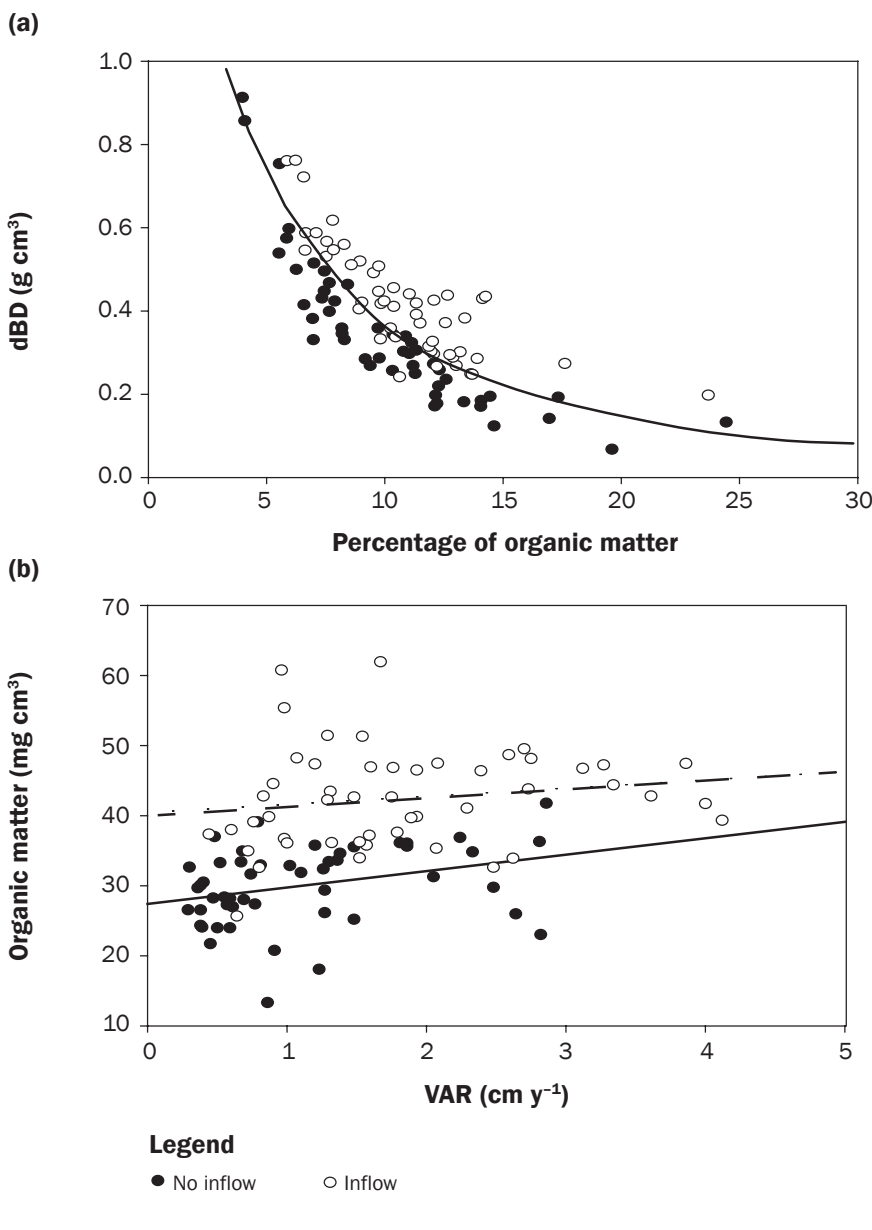 (a)
1.0
0.8
0.6
0.4
0.2
0.0
dBD (g cm³)
0 5 10 15 20 25 30
Percentage of organic matter
(b)
70
60
50
40
30
20
10
Organic matter (mg cm³)
0 1 2 3 4 5
VAR (cm y⁻¹)
Legend
No inflow Inflow